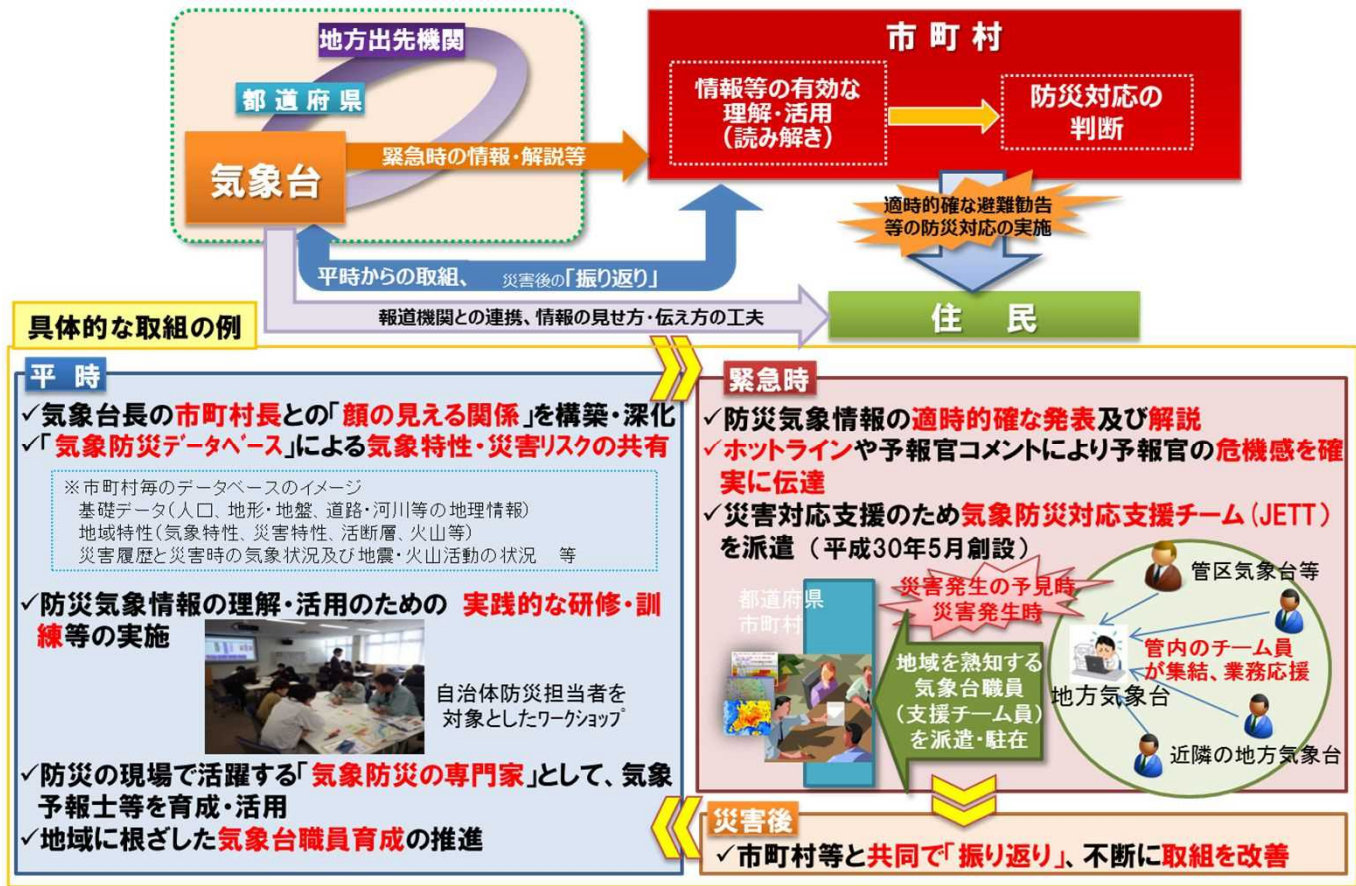 地方出先機関
都道府県
気象台
緊急時の情報・解説等
市町村
情報等の有効な
理解・活用
(読み解き)
防災対応の
判断
適時的確な避難勧告
等の防災対応の実施
平時からの取組、 災害後の「振り返り」
報道機関との連携、情報の見せ方・伝え方の工夫
住 民
具体的な取組の例
平 時
✓気象台長の市町村長との「顔の見える関係」を構築・深化
✓「気象防災データベース」による気象特性・災害リスクの共有
※市町村毎のデータベースのイメージ
基礎データ(人口、地形・地盤、道路・河川等の地理情報)
地域特性(気象特性、災害特性、活断層、火山等)
災害履歴と災害時の気象状況及び地震・火山活動の状況 等
✓防災気象情報の理解・活用のための 実践的な研修・訓
練等の実施
自治体防災担当者を
対象としたワークショップ
✓防災の現場で活躍する「気象防災の専門家」として、気象
予報士等を育成・活用
✓地域に根ざした気象台職員育成の推進
緊急時
✓防災気象情報の適時的確な発表及び解説
✓ホットラインや予報官コメントにより予報官の危機感を確
実に伝達
✓災害対応支援のため気象防災対応支援チーム(JETT)
を派遣 (平成30年5月創設)
都道府県
市町村
災害発生の予見時
災害発生時
地域を熟知する
気象台職員
(支援チーム員)
を派遣・駐在
管区気象台等
管内のチーム員
が集結、業務応援
地方気象台
近隣の地方気象台
災害後
✓市町村等と共同で「振り返り」、不断に取組を改善